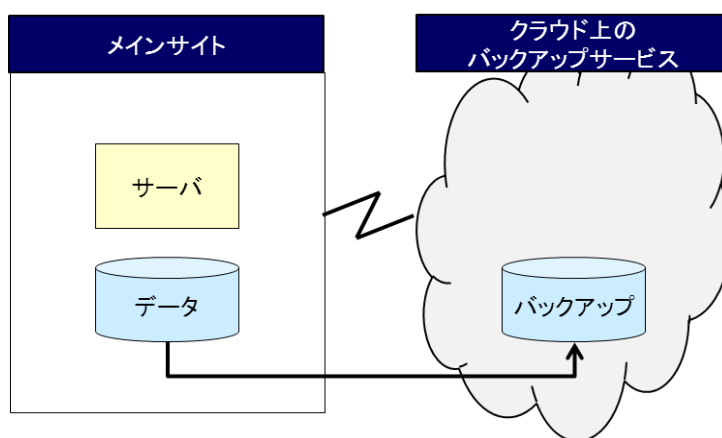 メインサイト
クラウド上の
バックアップサービス
サーバ
データ
バックアップ